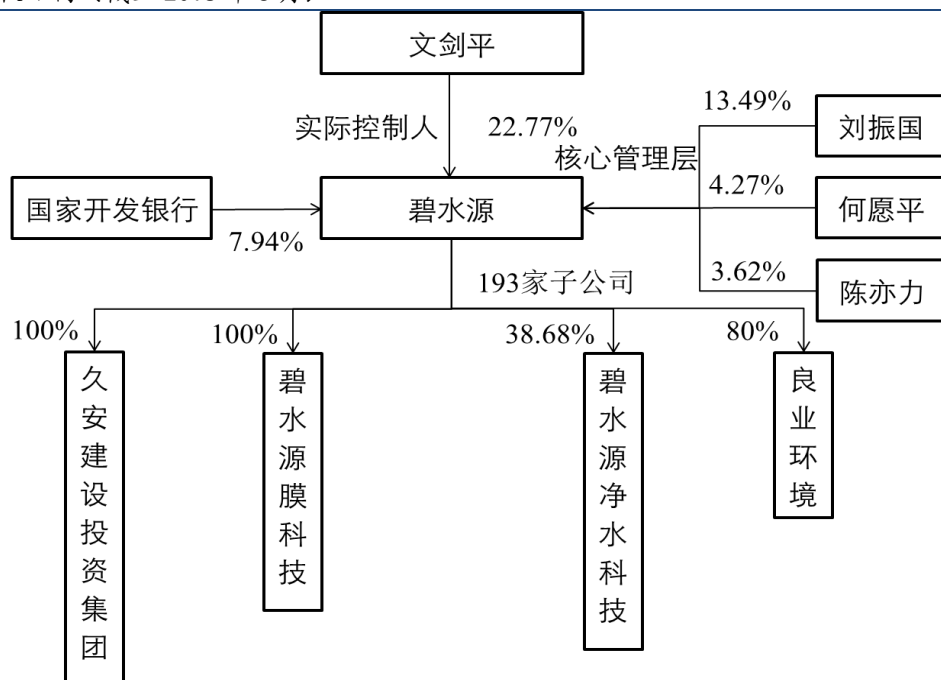 文剑平
实际控制人
22.77%
核心管理层
13.49%
刘振国
国家开发银行
7.94%
碧水源
4.27%
何愿平
3.62%
陈亦力
193家子公司
100%
100%
38.68%
80%
久安建设投资集团
碧水源膜科技
碧水源净水科技
良业环境